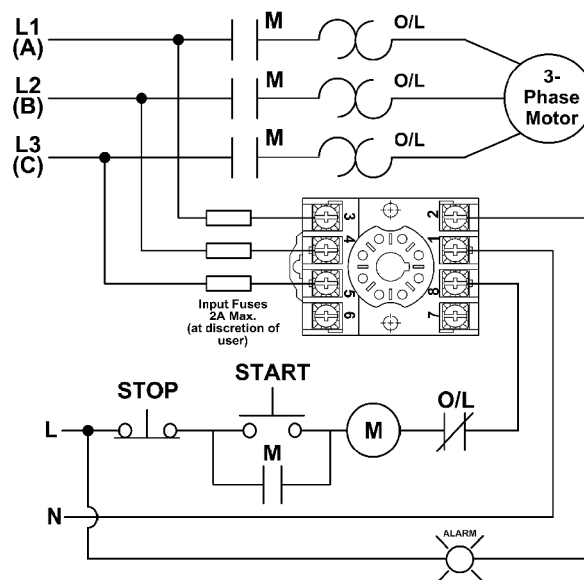 L1
(A)
M
O/L
L2
(B)
M
O/L
L3
(C)
M
O/L
3-
Phase
Motor
3
4
5
6
2
1
8
7
Input Fuses
2A Max.
(at discretion of
user)
STOP
START
O/L
L
M
M
N
ALARM